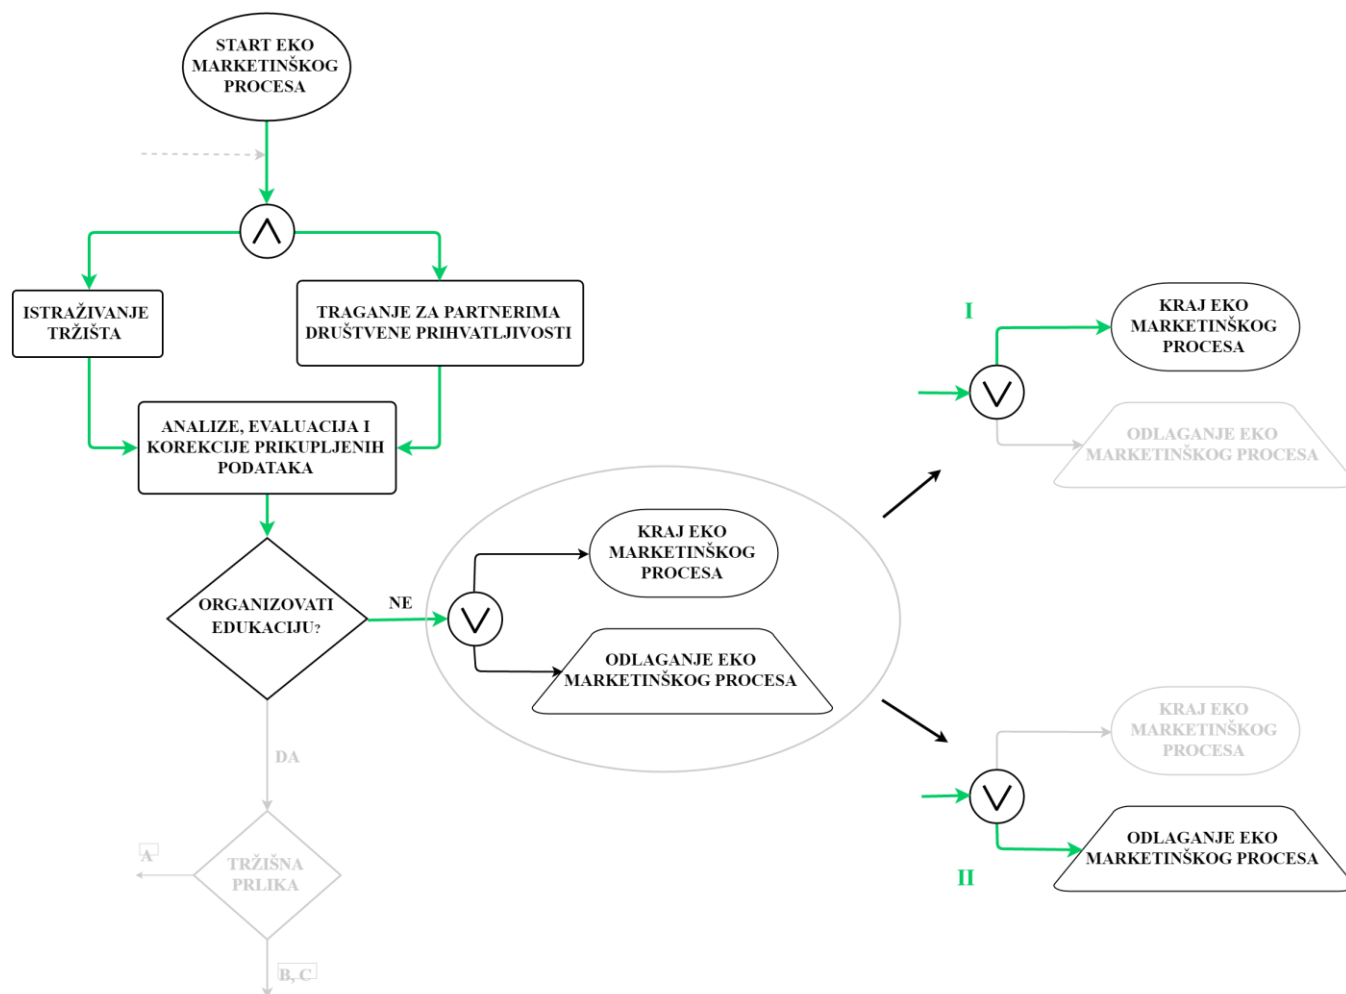 START EKO
MARKETINŠKOG
PROCESA
ISTRAŽIVANJE
TRŽIŠTA
TRAGANJE ZA PARTNERIMA
DRUŠTVENE PRIHVATLJIVOSTI
ANALIZE, EVALUACIJA I
KOREKCIJE PRIKUPLJENIH
PODATAKA
ORGANIZOVATI
EDUKACIJU?
NE
KRAJ EKO
MARKETINŠKOG
PROCESA
ODLAGANJE EKO
MARKETINŠKOG PROCESA
I
KRAJ EKO
MARKETINŠKOG
PROCESA
ODLAGANJE EKO
MARKETINŠKOG PROCESA
II
KRAJ EKO
MARKETINŠKOG
PROCESA
ODLAGANJE EKO
MARKETINŠKOG PROCESA
DA
TRŽIŠNA
PRLIKA
A
B, C